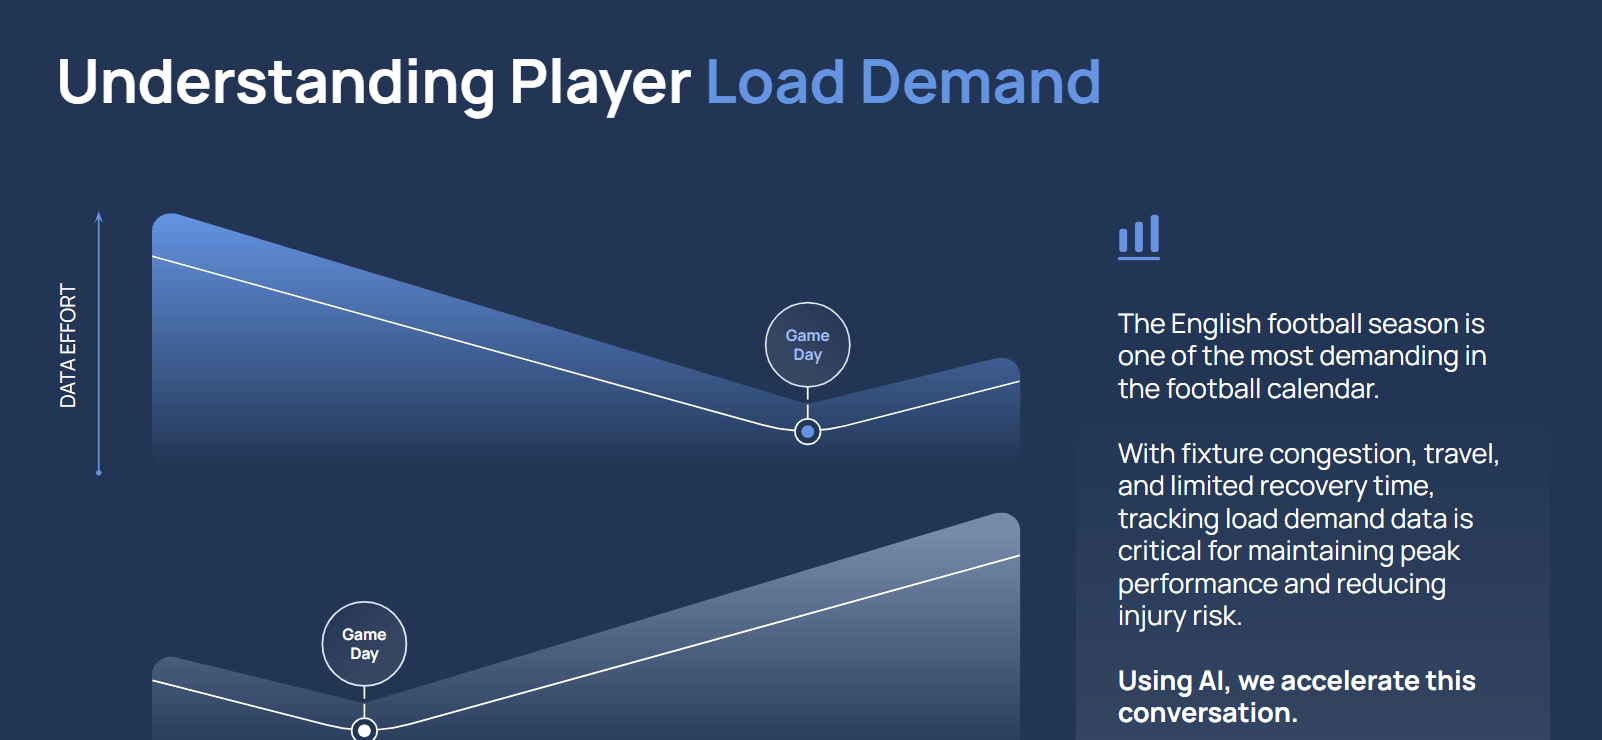 Understanding Player Load Demand
DATA EFFORT
Game
Day
Game
Day
The English football season is
one of the most demanding in
the football calendar.
With fixture congestion, travel,
and limited recovery time,
tracking load demand data is
critical for maintaining peak
performance and reducing
injury risk.
Using AI, we accelerate this
conversation.